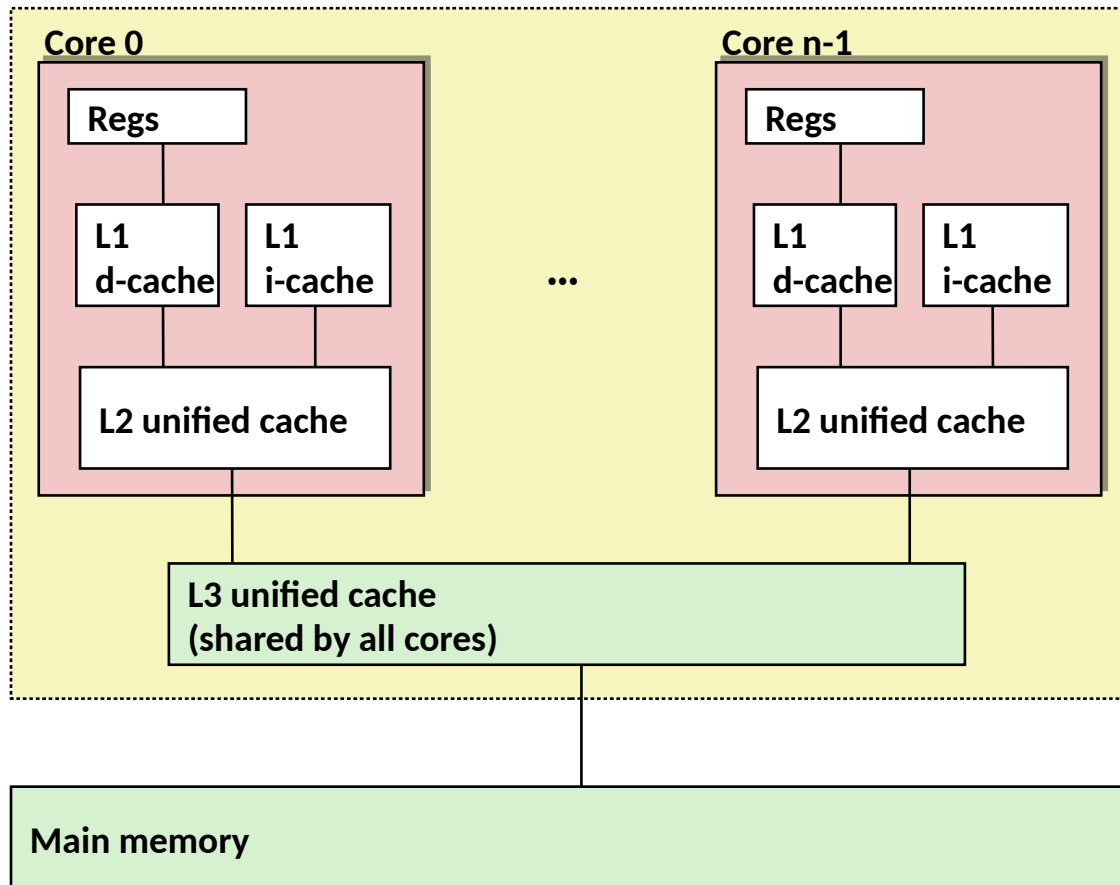 Core 0
Regs
L1
d-cache
L1
i-cache
L2 unified cache
...
Core n-1
Regs
L1
d-cache
L1
i-cache
L2 unified cache
L3 unified cache
(shared by all cores)
Main memory